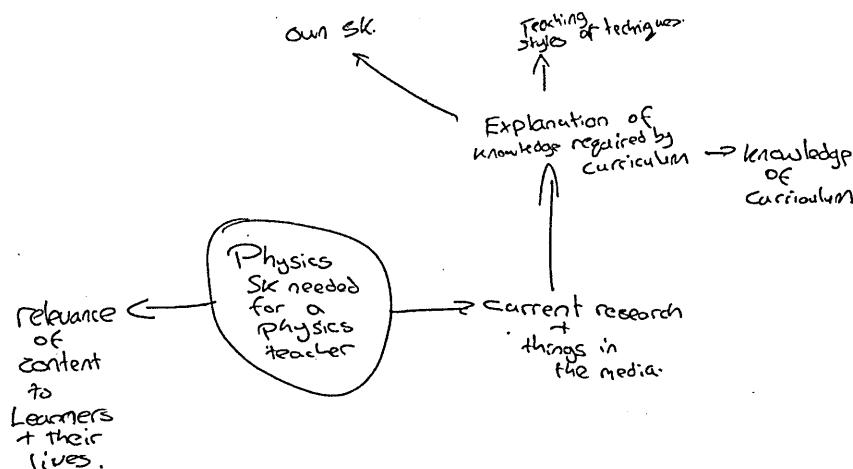 own SK.
Teaching
styles of techniques.
Explanation of
knowledge required by
curriculum
knowledge
of
curriculum
Physics
SK needed
for a
physics
teacher
relevance
of
content
to
Learners
+ their
lives.
current research
+
things in
the media.